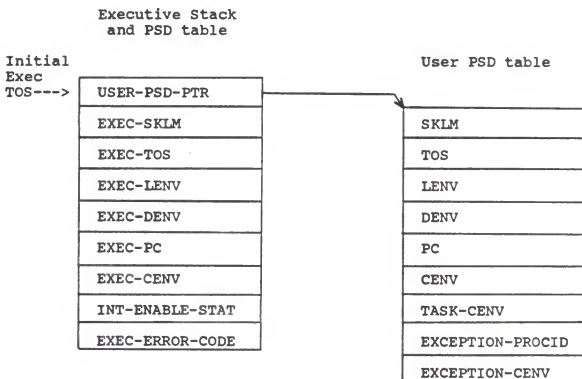 Executive Stack
and PSD table
Initial
Exec
TOS--->
User PSD table
USER-PSD-PTR
EXEC-SKLM
EXEC-TOS
EXEC-LENV
EXEC-DENV
EXEC-PC
EXEC-CENV
INT-ENABLE-STAT
EXEC-ERROR-CODE
SKLM
TOS
LENV
DENV
PC
CENV
TASK-CENV
EXCEPTION-PROCID
EXCEPTION-CENV